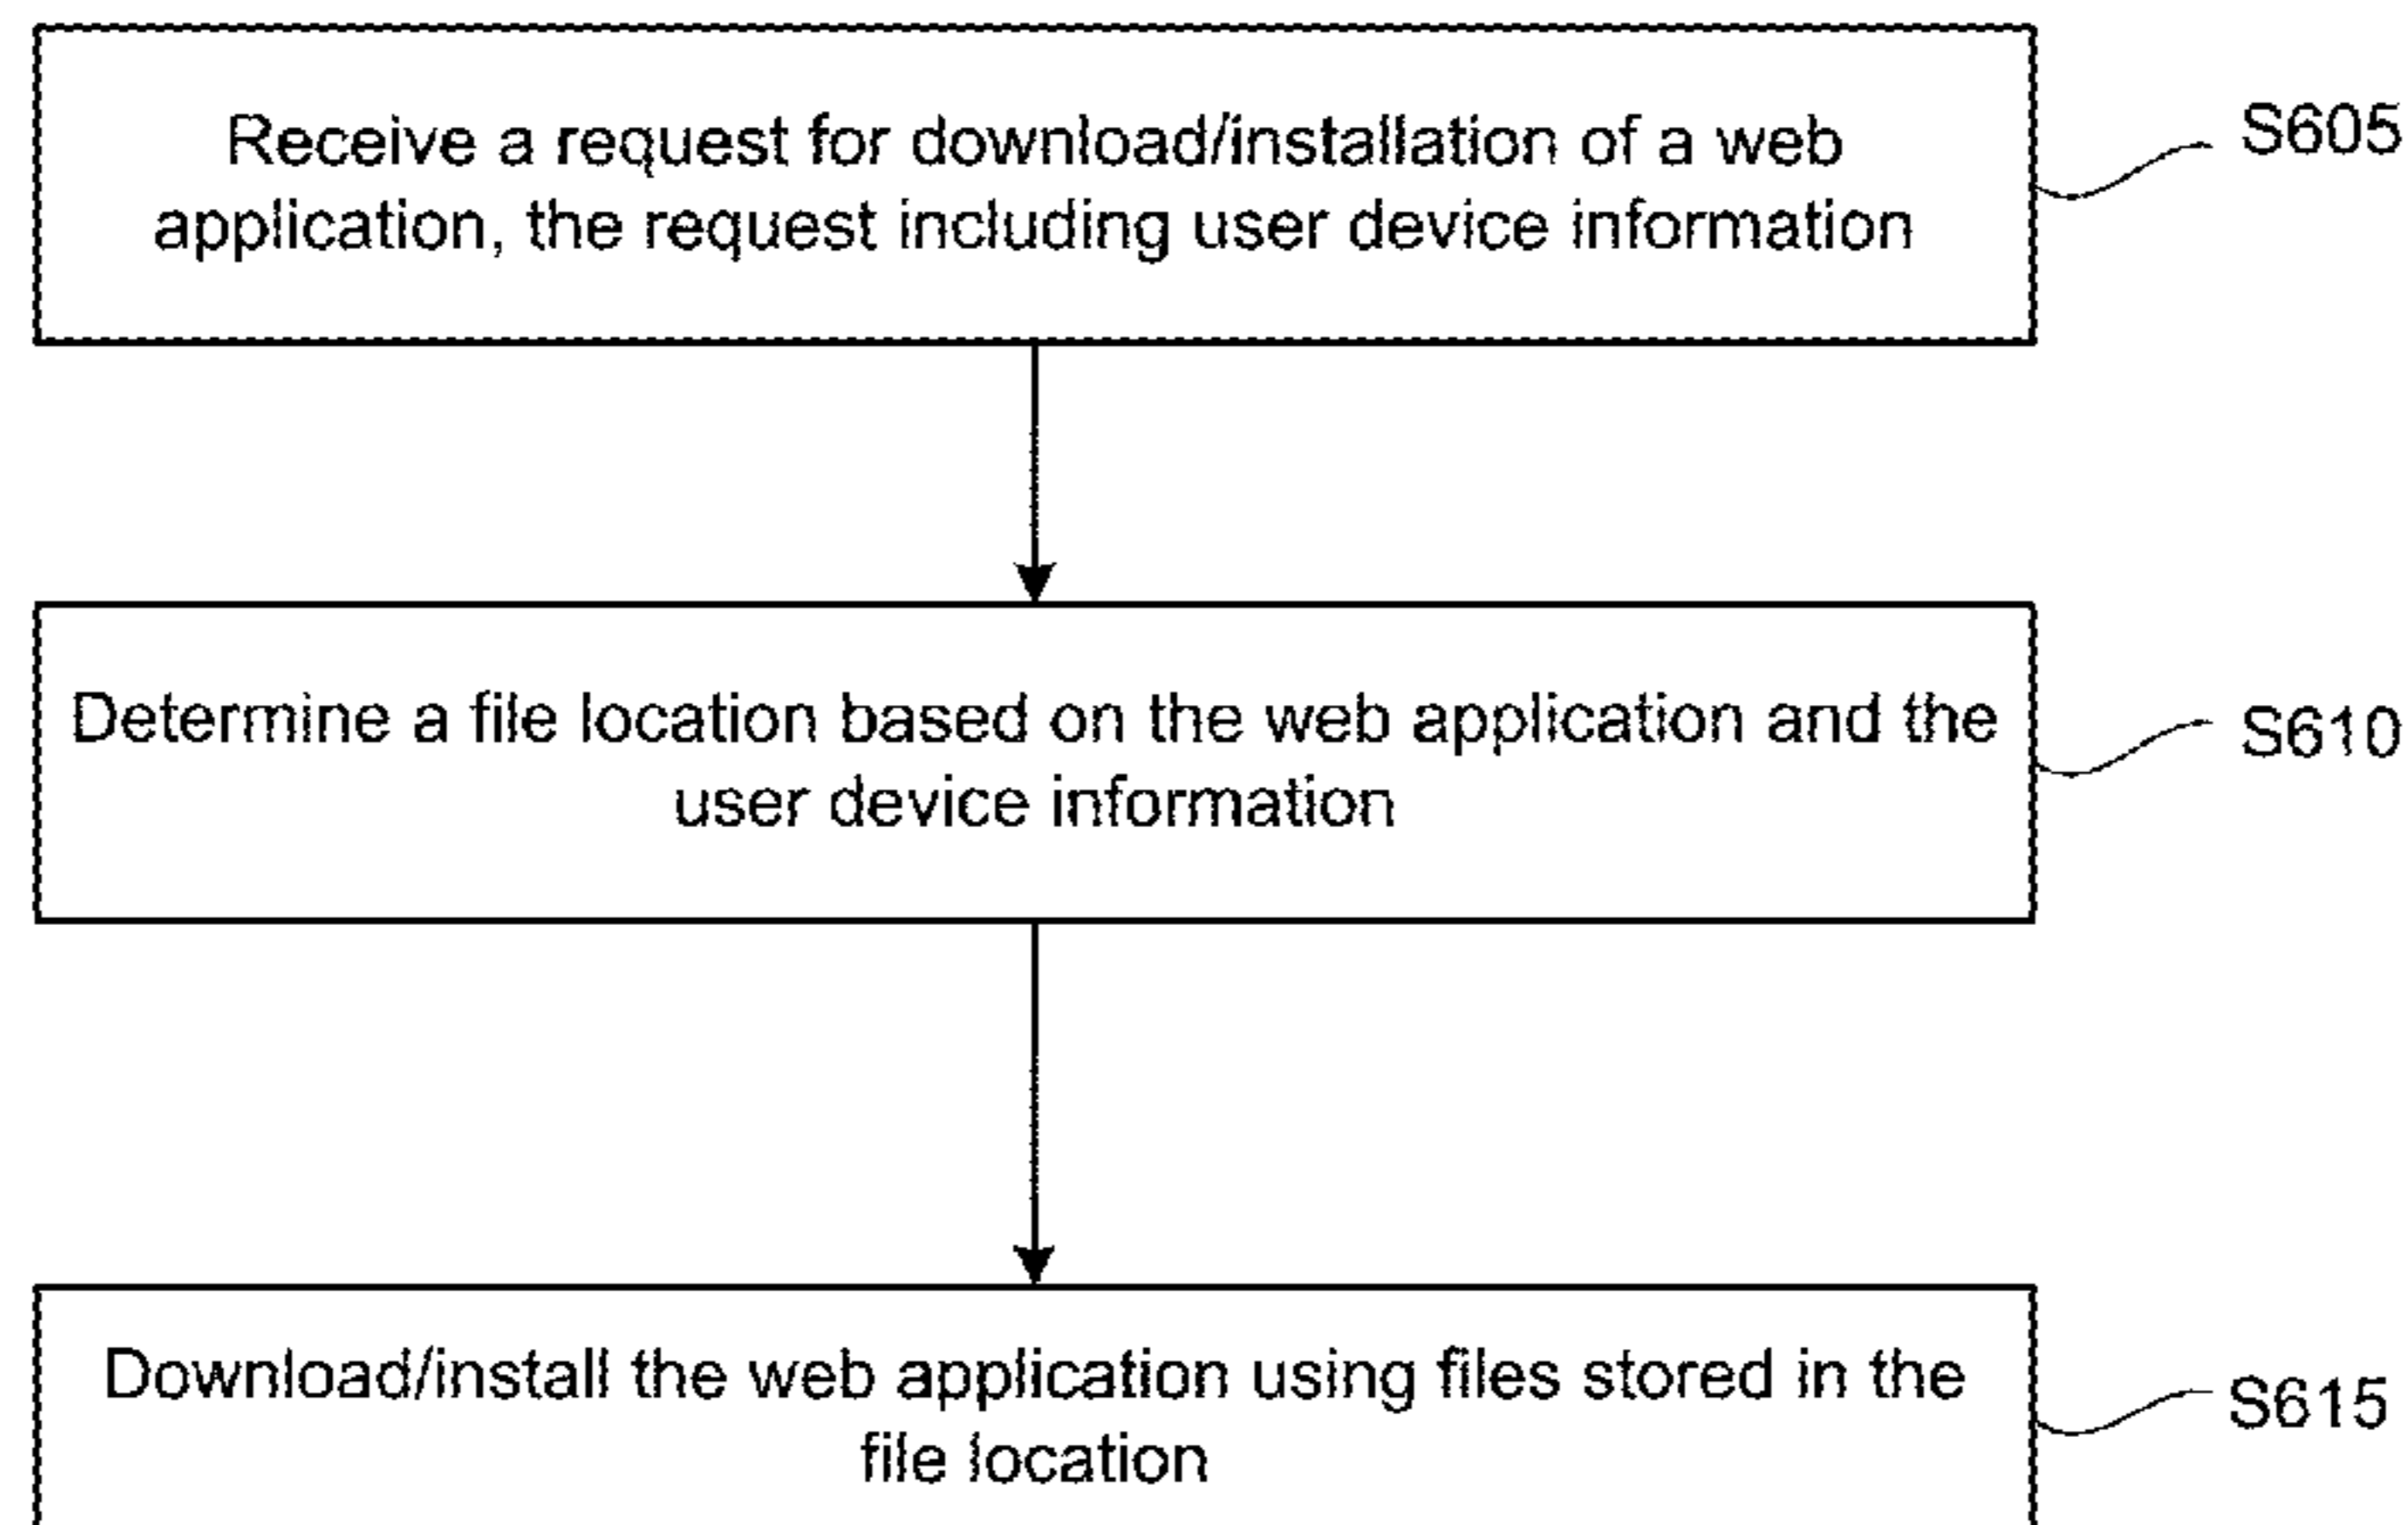 Receive a request for download/installation of a web
application, the request including user device information
S605
Determine a file location based on the web application and the
user device information
S610
Download/install the web application using files stored in the
file location
S615